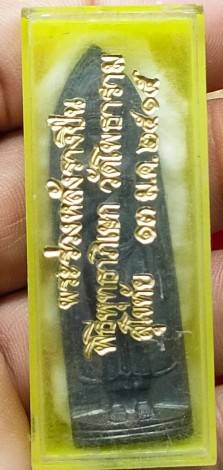 พระร่วงหลังรางปืน
พิธีพุทธาภิเษก วัดโพธาราม
สุโขทัย ๑๓ ม.ค. ๒๕๑๕